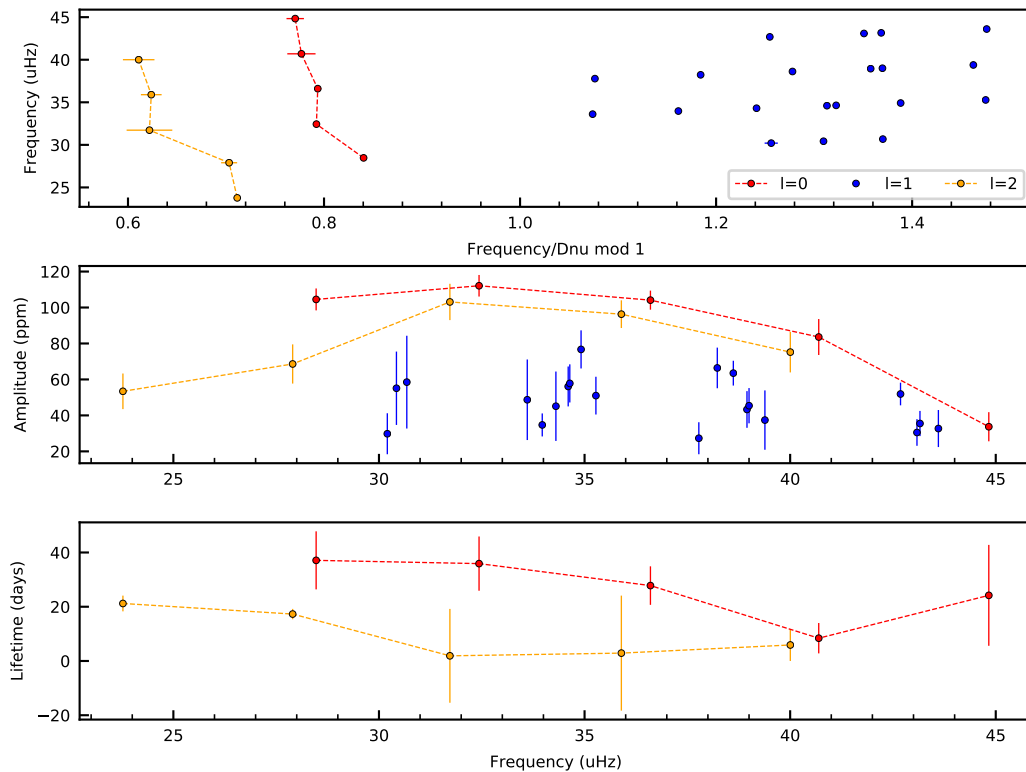 45
40
35
30
25
Frequency (uHz)
l=0 l=1 l=2
0.6 0.8 1.0 1.2 1.4
Frequency/Dnu mod 1
120
100
80
60
40
20
Amplitude (ppm)
25 30 35 40 45
40
20
0
−20
Lifetime (days)
25 30 35 40 45
Frequency (uHz)